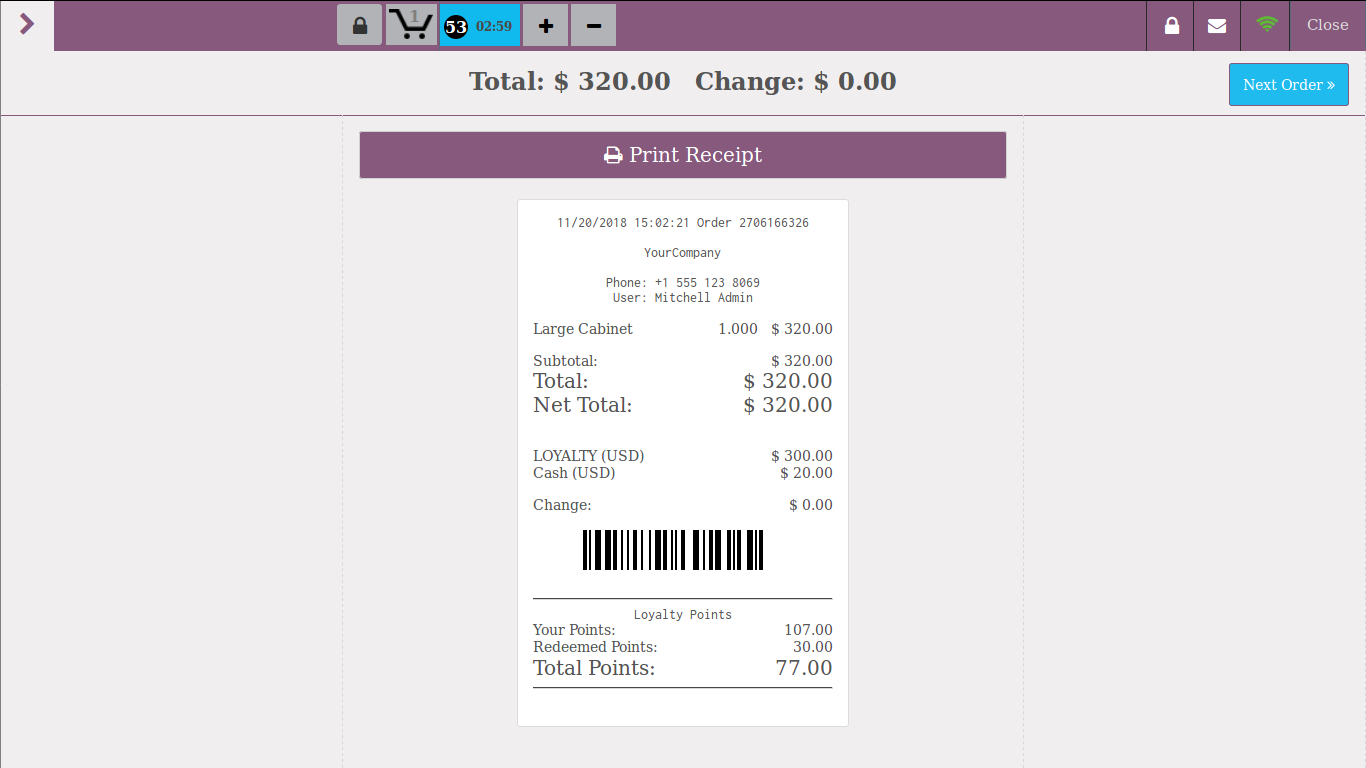 1 53 02:59 + − Close
Total: $ 320.00 Change: $ 0.00 Next Order »
Print Receipt
11/20/2018 15:02:21 Order 2706166326
YourCompany
Phone: +1 555 123 8069
User: Mitchell Admin
Large Cabinet 1.000 $ 320.00
Subtotal: $ 320.00
Total: $ 320.00
Net Total: $ 320.00
LOYALTY (USD) $ 300.00
Cash (USD) $ 20.00
Change: $ 0.00
Loyalty Points
Your Points: 107.00
Redeemed Points: 30.00
Total Points: 77.00